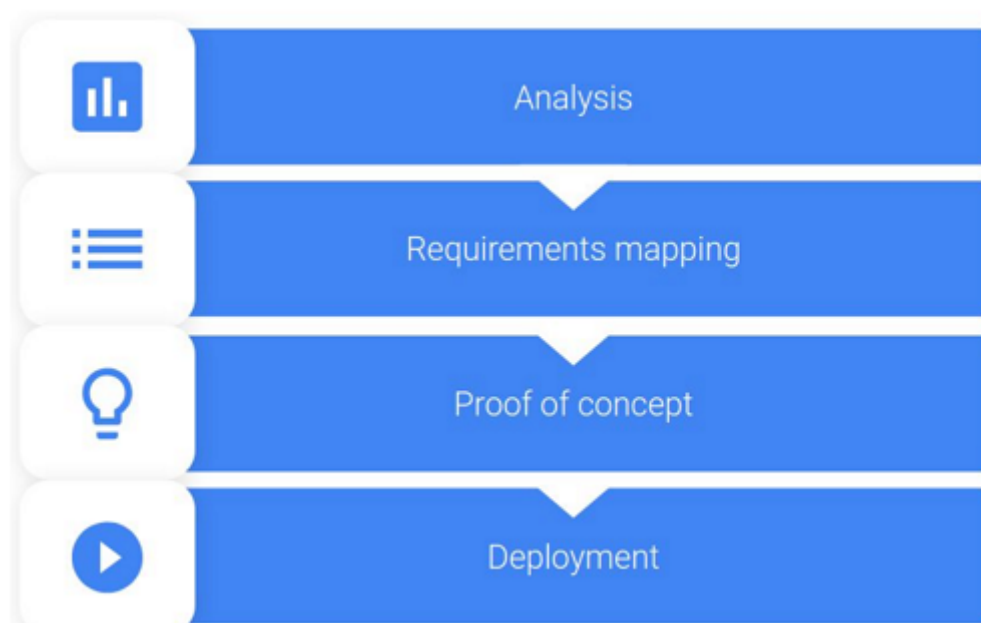 Analysis
Requirements mapping
Proof of concept
Deployment